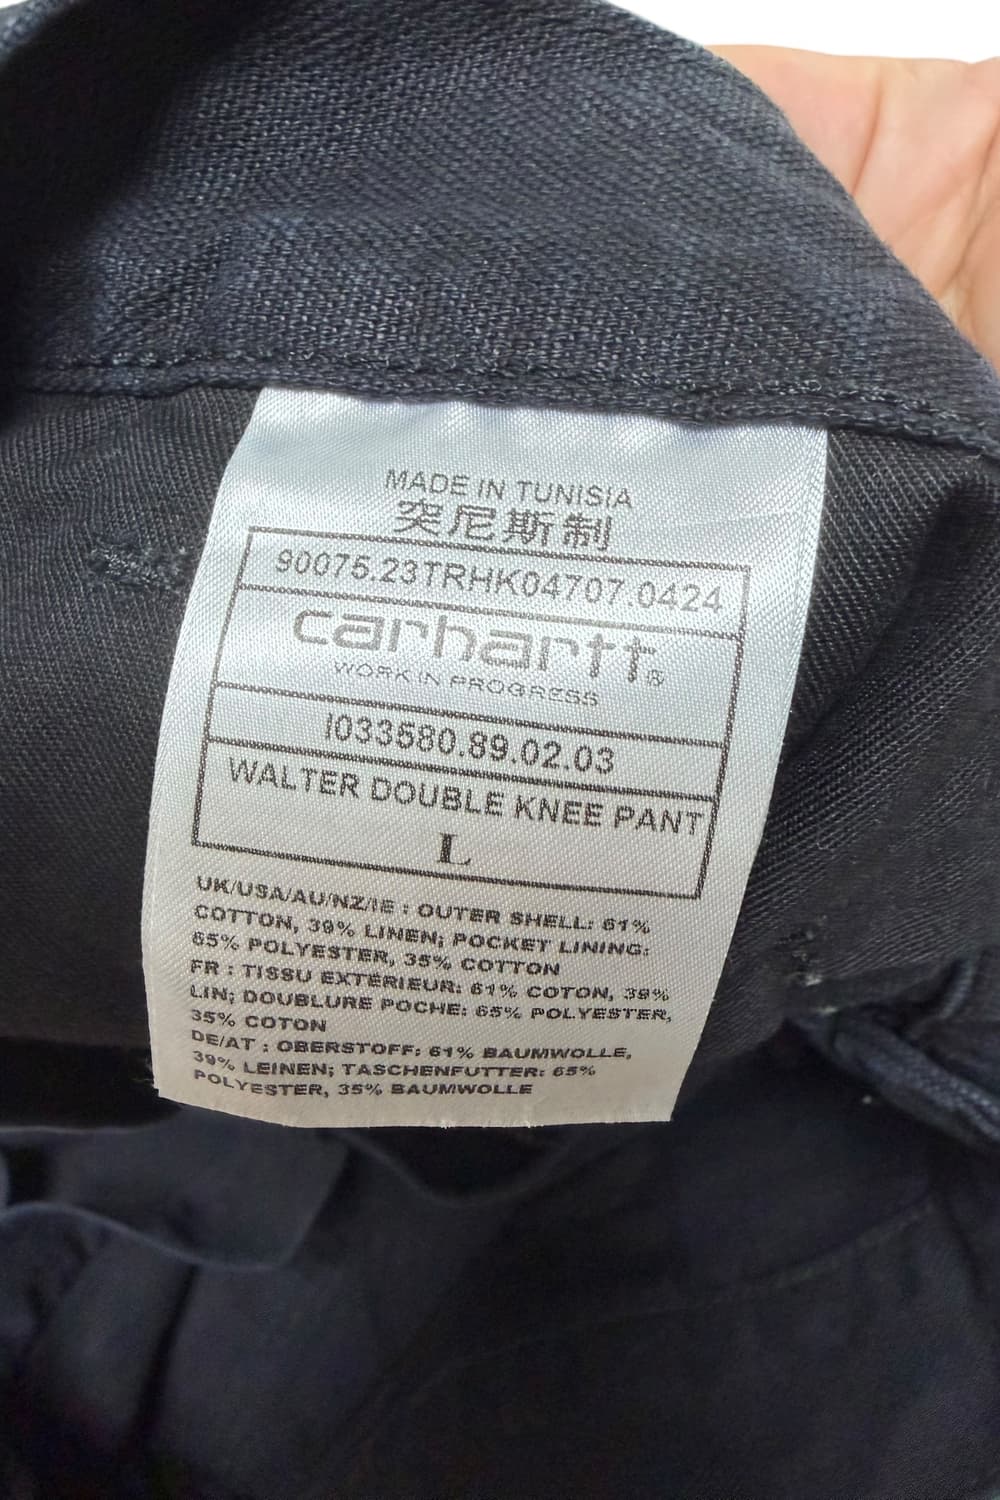 MADE IN TUNISIA
突尼斯制
90075.23TRHK04707.0424
carhartt®
WORK IN PROGRESS
I033580.89.02.03
WALTER DOUBLE KNEE PANT
L
UK/USA/AU/NZ/IE : OUTER SHELL: 61%
COTTON, 39% LINEN; POCKET LINING:
65% POLYESTER, 35% COTTON
FR : TISSU EXTÉRIEUR: 61% COTON, 39%
LIN; DOUBLURE POCHE: 65% POLYESTER,
35% COTON
DE/AT : OBERSTOFF: 61% BAUMWOLLE,
39% LEINEN; TASCHENFUTTER: 65%
POLYESTER, 35% BAUMWOLLE